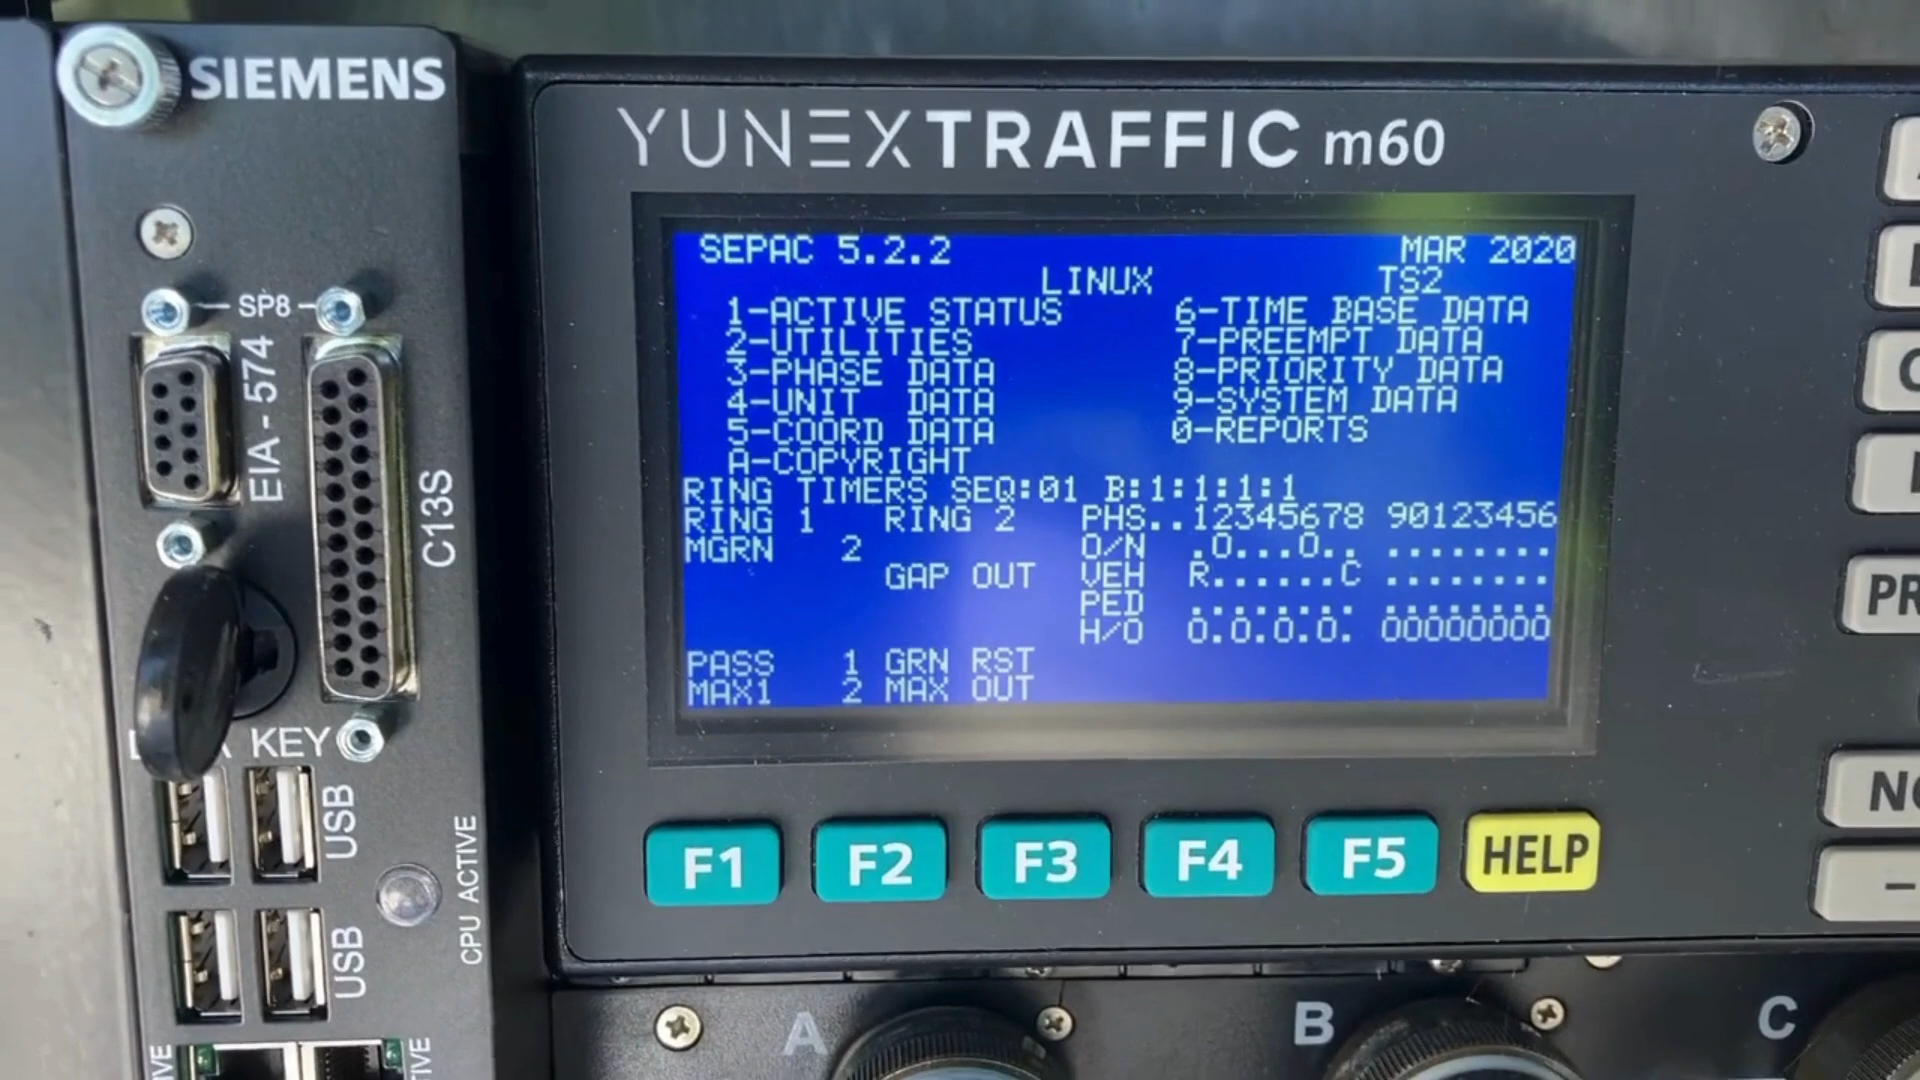 SIEMENS
SP8
EIA - 574
C13S
KEY
USB
USB
CPU ACTIVE
YUNEXTRAFFIC m60
SEPAC 5.2.2 MAR 2020
LINUX TS2
1-ACTIVE STATUS 6-TIME BASE DATA
2-UTILITIES 7-PREEMPT DATA
3-PHASE DATA 8-PRIORITY DATA
4-UNIT DATA 9-SYSTEM DATA
5-COORD DATA 0-REPORTS
A-COPYRIGHT
RING TIMERS SEQ:01 B:1:1:1:1
RING 1 RING 2 PHS..12345678 90123456
MGRN 2 O/N .O...O.. ........
GAP OUT VEH R......C ........
PED ........ ........
H/O O.O.O.O. OOOOOOOO
PASS 1 GRN RST
MAX1 2 MAX OUT
F1 F2 F3 F4 F5 HELP
A B C